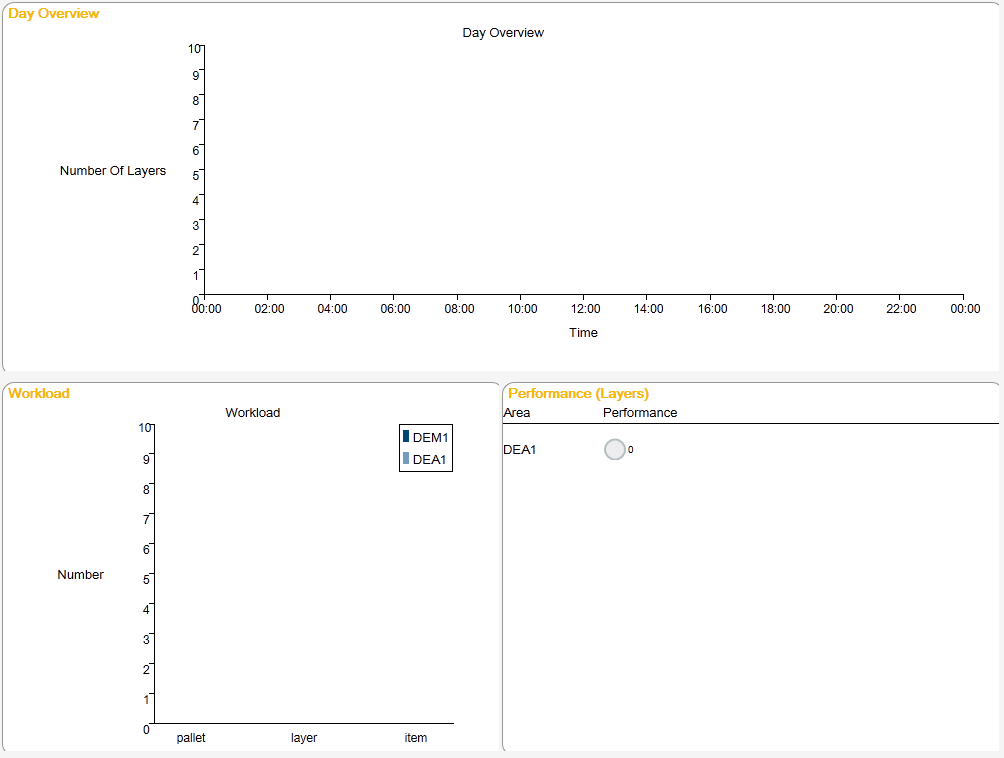 Day Overview
Day Overview
10
9
8
7
6
Number Of Layers
5
4
3
2
1
0
00:00 02:00 04:00 06:00 08:00 10:00 12:00 14:00 16:00 18:00 20:00 22:00 00:00
Time
Workload
Workload
10
DEM1
DEA1
9
8
7
6
Number
5
4
3
2
1
0
pallet layer item
Performance (Layers)
Area Performance
DEA1 0